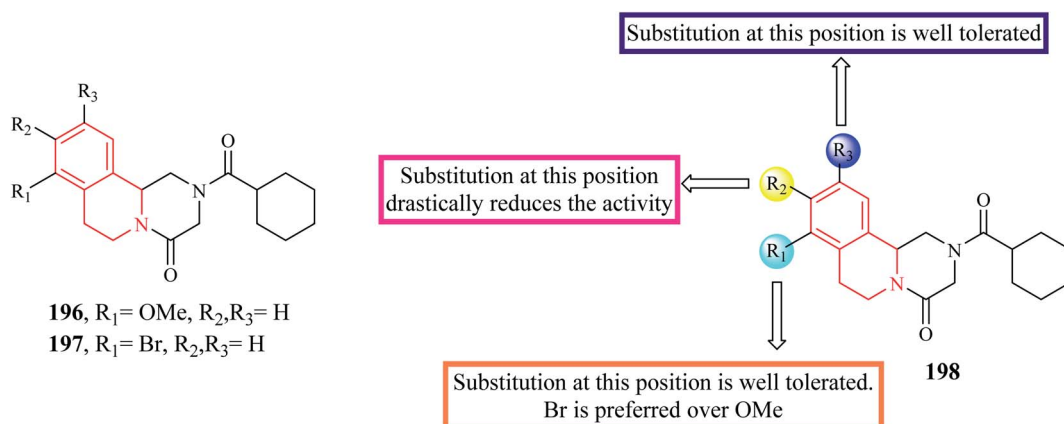 R3
R2
R1
O
N
N
O
196, R1= OMe, R2,R3= H
197, R1= Br, R2,R3= H
Substitution at this position is well tolerated
Substitution at this position
drastically reduces the activity
R3
R2
R1
O
N
N
O
198
Substitution at this position is well tolerated.
Br is preferred over OMe